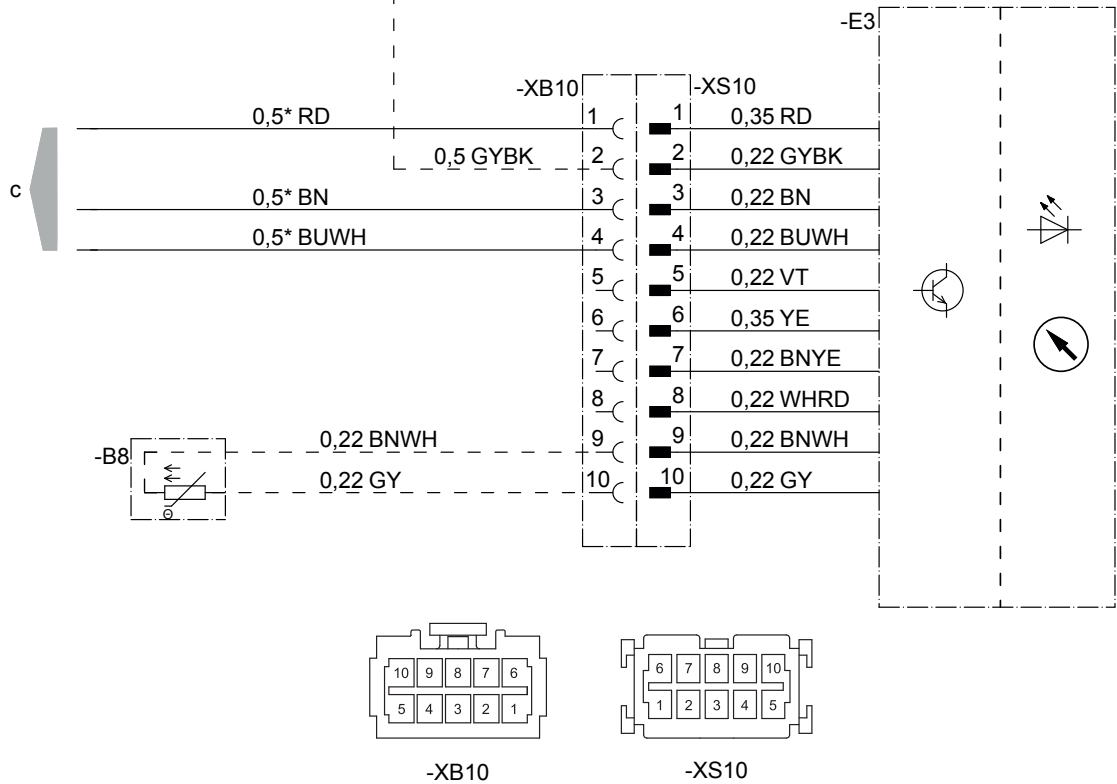 -E3
-XB10 -XS10
0,5* RD 1 1 0,35 RD
0,5 GYBK 2 2 0,22 GYBK
c
0,5* BN 3 3 0,22 BN
0,5* BUWH 4 4 0,22 BUWH
5 5 0,22 VT
6 6 0,35 YE
7 7 0,22 BNYE
8 8 0,22 WHRD
-B8 0,22 BNWH 9 9 0,22 BNWH
0,22 GY 10 10 0,22 GY
Θ
10 9 8 7 6
5 4 3 2 1
-XB10
6 7 8 9 10
1 2 3 4 5
-XS10